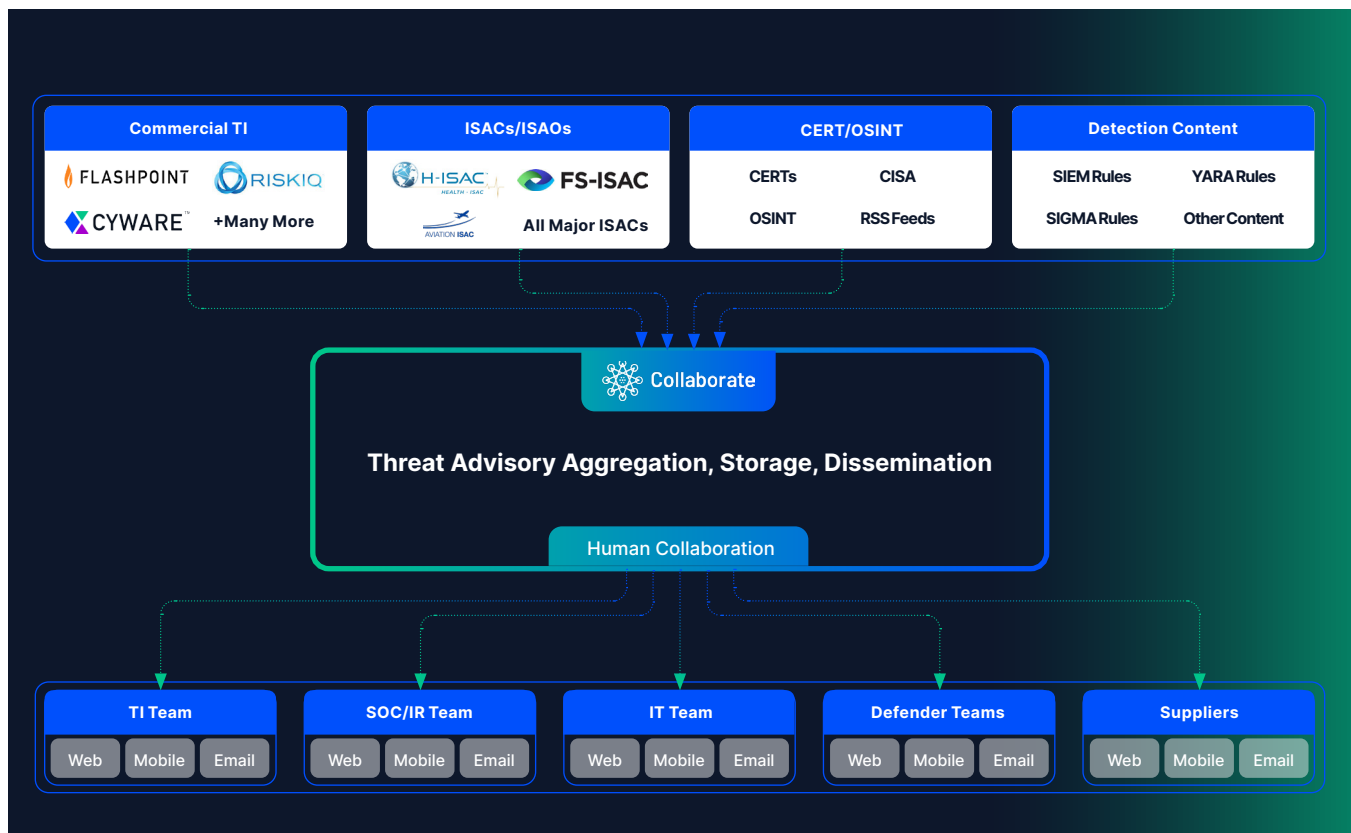 Commercial TI
FLASHPOINT
RISKIQ
CYWARE™
+Many More
ISACs/ISAOs
H-ISAC
HEALTH - ISAC
FS-ISAC
AVIATION ISAC
All Major ISACs
CERT/OSINT
CERTs
CISA
OSINT
RSS Feeds
Detection Content
SIEM Rules
YARA Rules
SIGMA Rules
Other Content
Collaborate
Threat Advisory Aggregation, Storage, Dissemination
Human Collaboration
TI Team
Web
Mobile
Email
SOC/IR Team
Web
Mobile
Email
IT Team
Web
Mobile
Email
Defender Teams
Web
Mobile
Email
Suppliers
Web
Mobile
Email